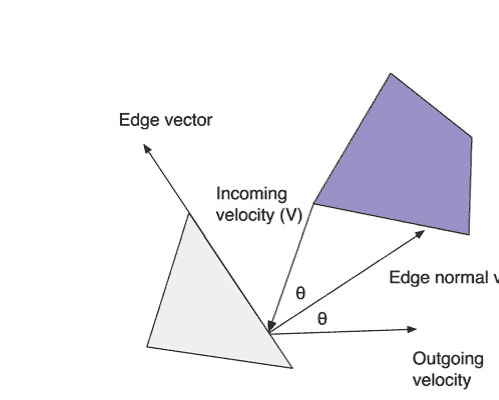 Edge vector
Incoming
velocity (V)
θ
Edge normal v
θ
Outgoing
velocity